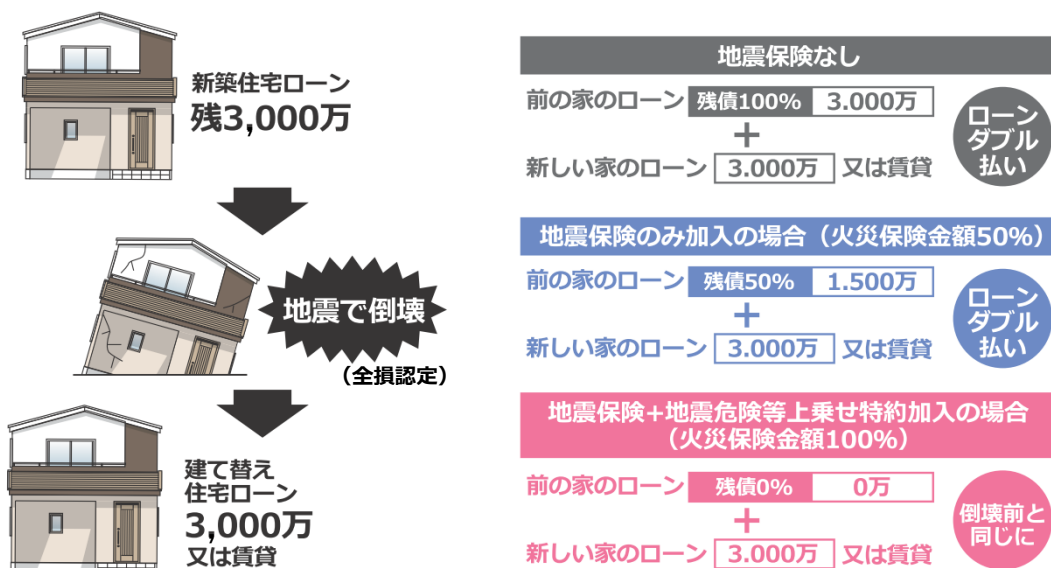 新築住宅ローン
残3,000万
地震で倒壊
（全損認定）
建て替え
住宅ローン
3,000万
又は賃貸
地震保険なし
前の家のローン 残債100% 3.000万
+
新しい家のローン 3.000万 又は賃貸
ローン
ダブル
払い
地震保険のみ加入の場合（火災保険金額50%）
前の家のローン 残債50% 1.500万
+
新しい家のローン 3.000万 又は賃貸
ローン
ダブル
払い
地震保険+地震危険等上乗せ特約加入の場合
（火災保険金額100%）
前の家のローン 残債0% 0万
+
新しい家のローン 3.000万 又は賃貸
倒壊前と
同じに